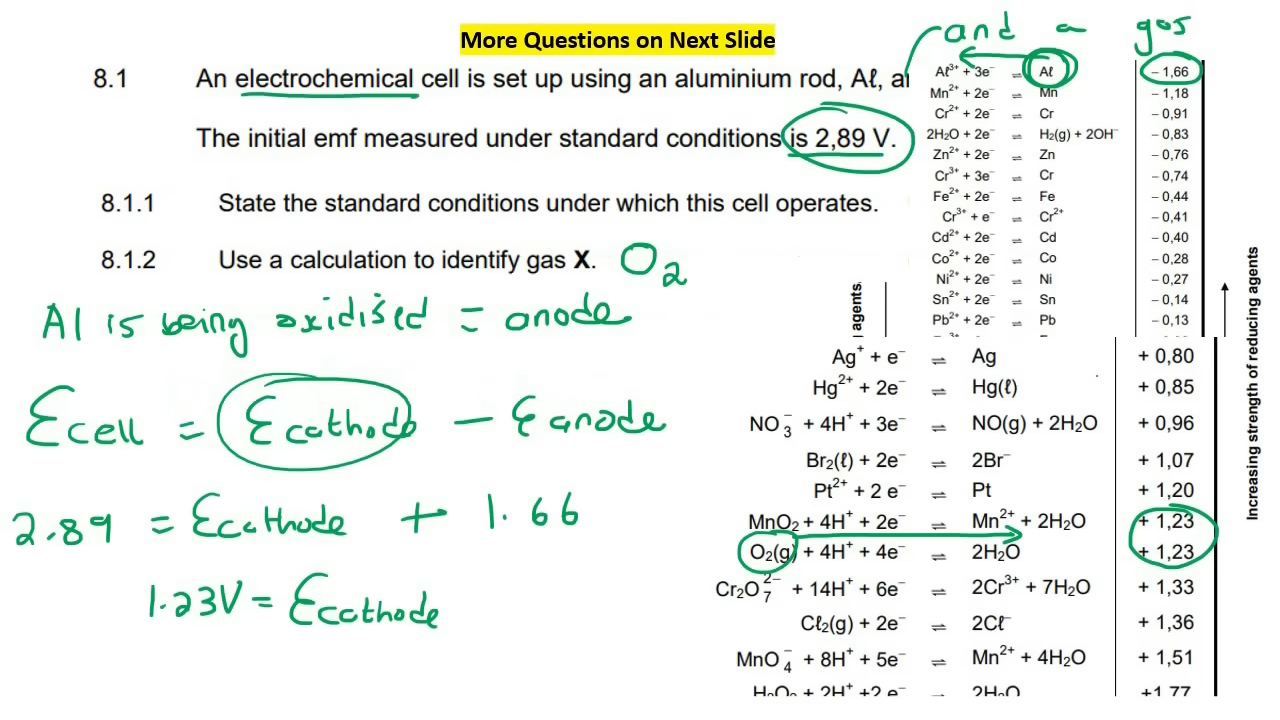 More Questions on Next Slide
and a gas
8.1 An electrochemical cell is set up using an aluminium rod, Aℓ,
The initial emf measured under standard conditions is 2,89 V.
8.1.1 State the standard conditions under which this cell operates.
8.1.2 Use a calculation to identify gas X. O₂
Al is being oxidised = anode
Ecell = Ecathode − Eanode
2.89 = Ecathode + 1.66
1.23V = Ecathode
Aℓ³⁺ + 3e⁻ ⇌ Aℓ − 1,66
Mn²⁺ + 2e⁻ ⇌ Mn − 1,18
Cr²⁺ + 2e⁻ ⇌ Cr − 0,91
2H₂O + 2e⁻ ⇌ H₂(g) + 2OH⁻ − 0,83
Zn²⁺ + 2e⁻ ⇌ Zn − 0,76
Cr³⁺ + 3e⁻ ⇌ Cr − 0,74
Fe²⁺ + 2e⁻ ⇌ Fe − 0,44
Cr³⁺ + e⁻ ⇌ Cr²⁺ − 0,41
Cd²⁺ + 2e⁻ ⇌ Cd − 0,40
Co²⁺ + 2e⁻ ⇌ Co − 0,28
Ni²⁺ + 2e⁻ ⇌ Ni − 0,27
Sn²⁺ + 2e⁻ ⇌ Sn − 0,14
Pb²⁺ + 2e⁻ ⇌ Pb − 0,13
Ag⁺ + e⁻ ⇌ Ag + 0,80
Hg²⁺ + 2e⁻ ⇌ Hg(ℓ) + 0,85
NO₃⁻ + 4H⁺ + 3e⁻ ⇌ NO(g) + 2H₂O + 0,96
Br₂(ℓ) + 2e⁻ ⇌ 2Br⁻ + 1,07
Pt²⁺ + 2 e⁻ ⇌ Pt + 1,20
MnO₂ + 4H⁺ + 2e⁻ ⇌ Mn²⁺ + 2H₂O + 1,23
O₂(g) + 4H⁺ + 4e⁻ ⇌ 2H₂O + 1,23
Cr₂O₇²⁻ + 14H⁺ + 6e⁻ ⇌ 2Cr³⁺ + 7H₂O + 1,33
Cℓ₂(g) + 2e⁻ ⇌ 2Cℓ⁻ + 1,36
MnO₄⁻ + 8H⁺ + 5e⁻ ⇌ Mn²⁺ + 4H₂O + 1,51
H₂O₂ + 2H⁺ +2 e⁻ ⇌ 2H₂O +1,77
agents.
Increasing strength of reducing agents